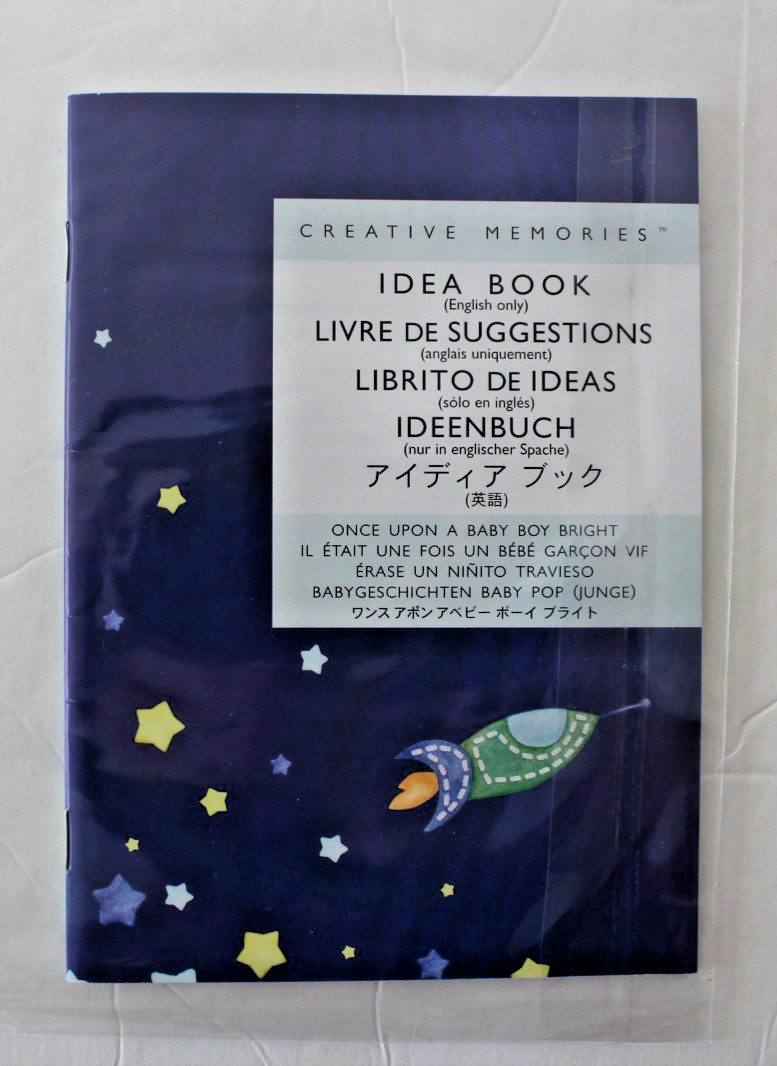 CREATIVE MEMORIES™
IDEA BOOK
(English only)
LIVRE DE SUGGESTIONS
(anglais uniquement)
LIBRITO DE IDEAS
(sólo en inglés)
IDEENBUCH
(nur in englischer Spache)
アイディア ブック
(英語)
ONCE UPON A BABY BOY BRIGHT
IL ÉTAIT UNE FOIS UN BÉBÉ GARÇON VIF
ÉRASE UN NIÑITO TRAVIESO
BABYGESCHICHTEN BABY POP (JUNGE)
ワンス アポン アベビー ボーイ ブライト